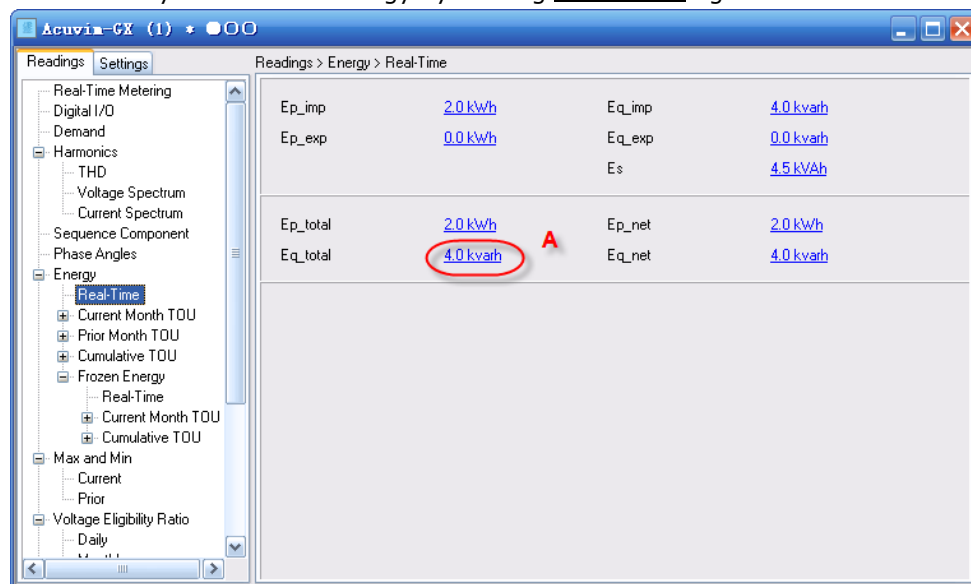 Acuvim-GX (1) *
Readings Settings
Readings > Energy > Real-Time
Real-Time Metering
Digital I/O
Demand
Harmonics
THD
Voltage Spectrum
Current Spectrum
Sequence Component
Phase Angles
Energy
Real-Time
Current Month TOU
Prior Month TOU
Cumulative TOU
Frozen Energy
Real-Time
Current Month TOU
Cumulative TOU
Max and Min
Current
Prior
Voltage Eligibility Ratio
Daily
Ep_imp 2.0 kWh Eq_imp 4.0 kvarh
Ep_exp 0.0 kWh Eq_exp 0.0 kvarh
Es 4.5 kVAh
Ep_total 2.0 kWh Ep_net 2.0 kWh
A
Eq_total 4.0 kvarh Eq_net 4.0 kvarh